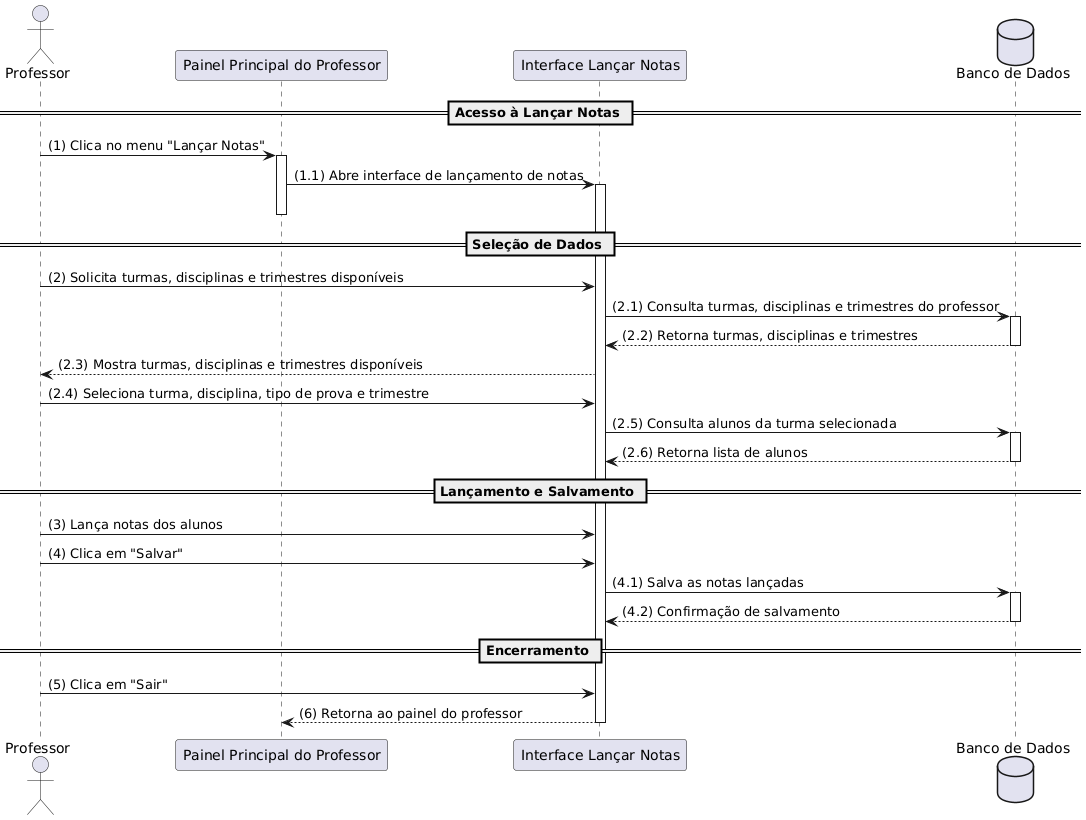 Professor
Painel Principal do Professor
Interface Lançar Notas
Banco de Dados
Acesso à Lançar Notas
(1) Clica no menu "Lançar Notas"
(1.1) Abre interface de lançamento de notas
Seleção de Dados
(2) Solicita turmas, disciplinas e trimestres disponíveis
(2.1) Consulta turmas, disciplinas e trimestres do professor
(2.2) Retorna turmas, disciplinas e trimestres
(2.3) Mostra turmas, disciplinas e trimestres disponíveis
(2.4) Seleciona turma, disciplina, tipo de prova e trimestre
(2.5) Consulta alunos da turma selecionada
(2.6) Retorna lista de alunos
Lançamento e Salvamento
(3) Lança notas dos alunos
(4) Clica em "Salvar"
(4.1) Salva as notas lançadas
(4.2) Confirmação de salvamento
Encerramento
(5) Clica em "Sair"
(6) Retorna ao painel do professor
Professor
Painel Principal do Professor
Interface Lançar Notas
Banco de Dados